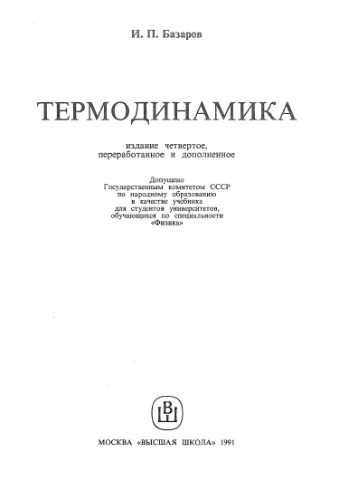 И. П. Базаров
ТЕРМОДИНАМИКА
издание четвертое,
переработанное и дополненное
Допущено
Государственным комитетом СССР
по народному образованию
в качестве учебника
для студентов университетов,
обучающихся по специальности
«Физика»
ВШ
МОСКВА «ВЫСШАЯ ШКОЛА» 1991